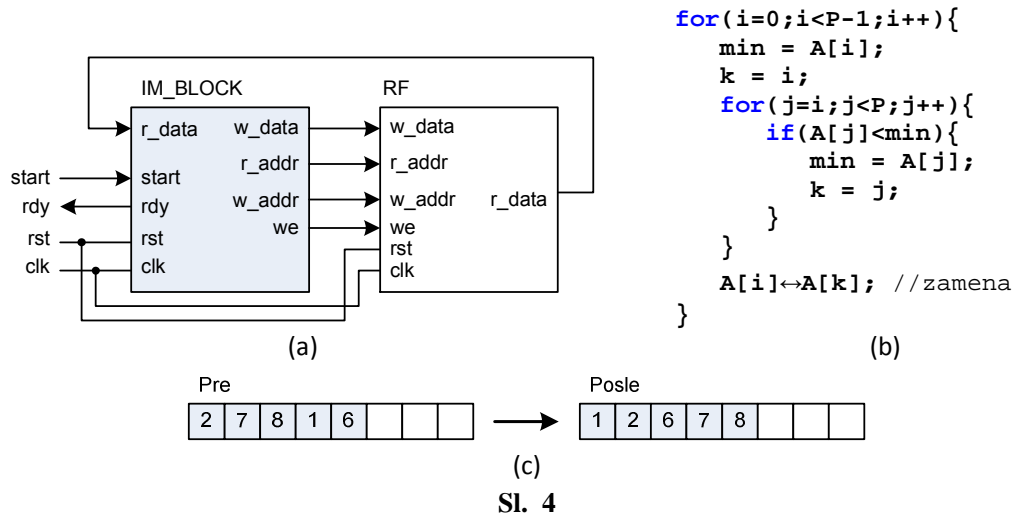 IM_BLOCK
r_data
w_data
r_addr
start
w_addr
rdy
we
rst
clk
start
rdy
rst
clk
RF
w_data
r_addr
w_addr
r_data
we
rst
clk
(a)
for(i=0;i<P-1;i++){
min = A[i];
k = i;
for(j=i;j<P;j++){
if(A[j]<min){
min = A[j];
k = j;
}
}
A[i]↔A[k]; //zamena
}
(b)
Pre
2 7 8 1 6
Posle
1 2 6 7 8
(c)
Sl. 4